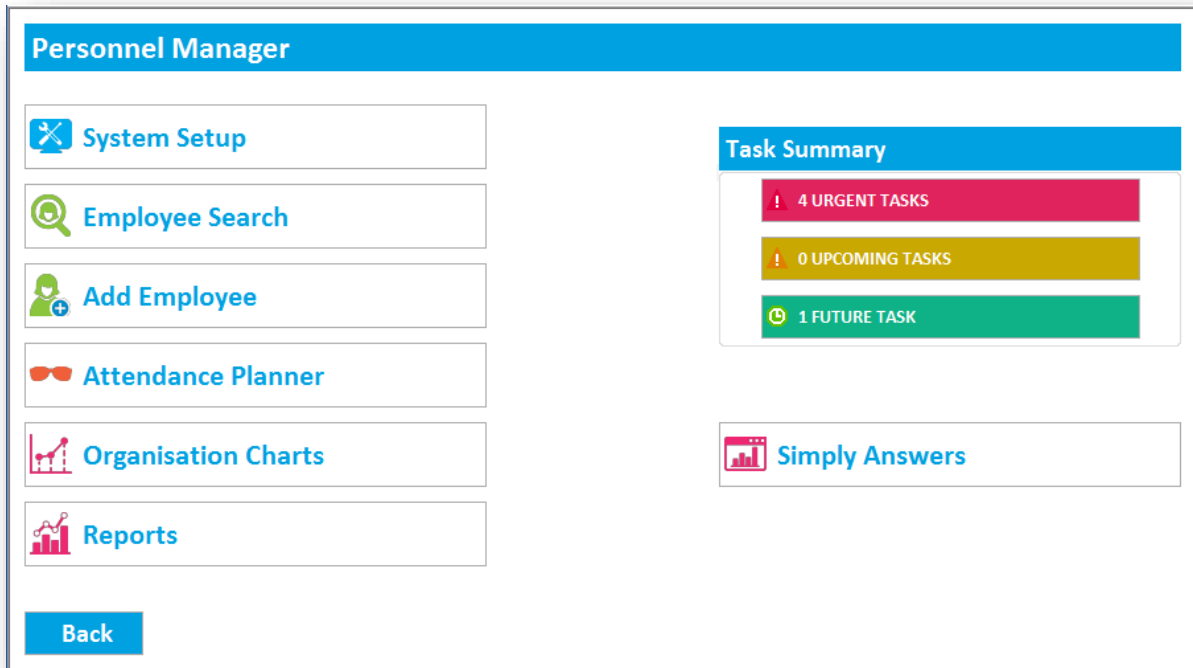 Personnel Manager
System Setup
Employee Search
Add Employee
Attendance Planner
Organisation Charts
Reports
Back
Task Summary
4 URGENT TASKS
0 UPCOMING TASKS
1 FUTURE TASK
Simply Answers